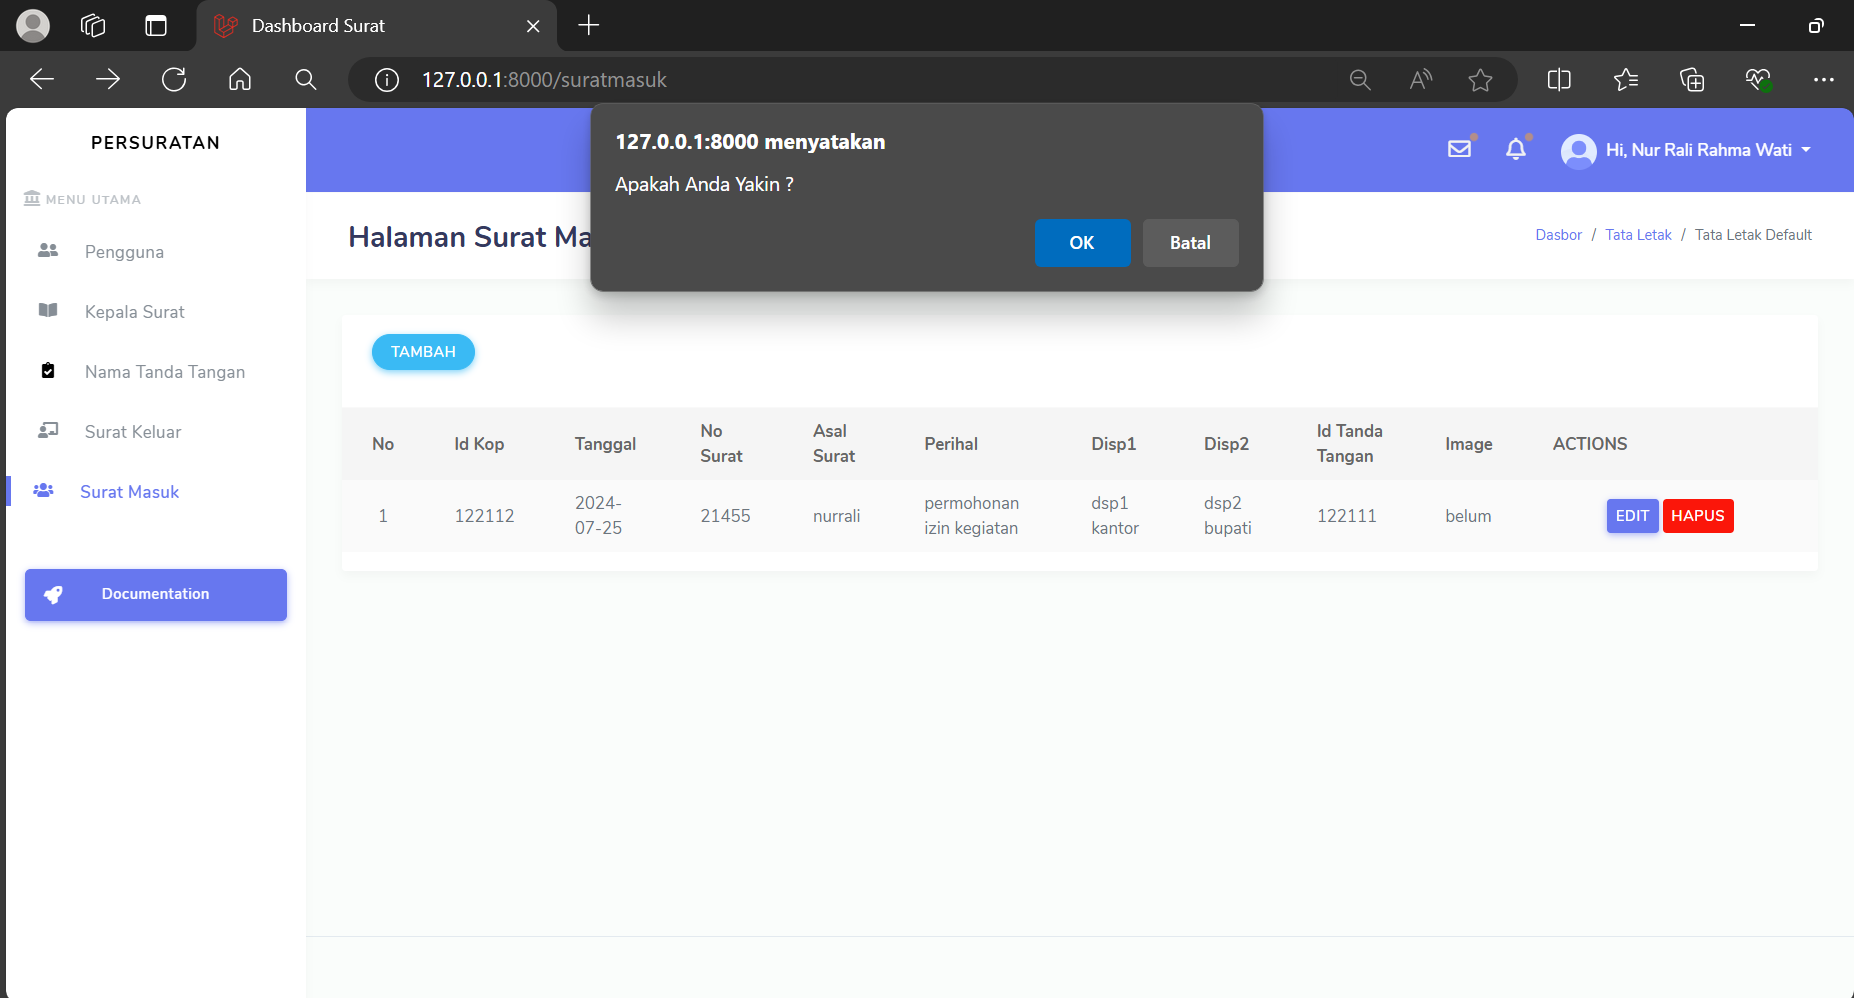 Dashboard Surat
127.0.0.1:8000/suratmasuk
127.0.0.1:8000 menyatakan
Apakah Anda Yakin ?
OK
Batal
PERSURATAN
MENU UTAMA
Pengguna
Kepala Surat
Nama Tanda Tangan
Surat Keluar
Surat Masuk
Documentation
Hi, Nur Rali Rahma Wati
Halaman Surat Ma
Dasbor / Tata Letak / Tata Letak Default
TAMBAH
No
Id Kop
Tanggal
No
Surat
Asal
Surat
Perihal
Disp1
Disp2
Id Tanda
Tangan
Image
ACTIONS
1
122112
2024-
07-25
21455
nurrali
permohonan
izin kegiatan
dsp1
kantor
dsp2
bupati
122111
belum
EDIT
HAPUS